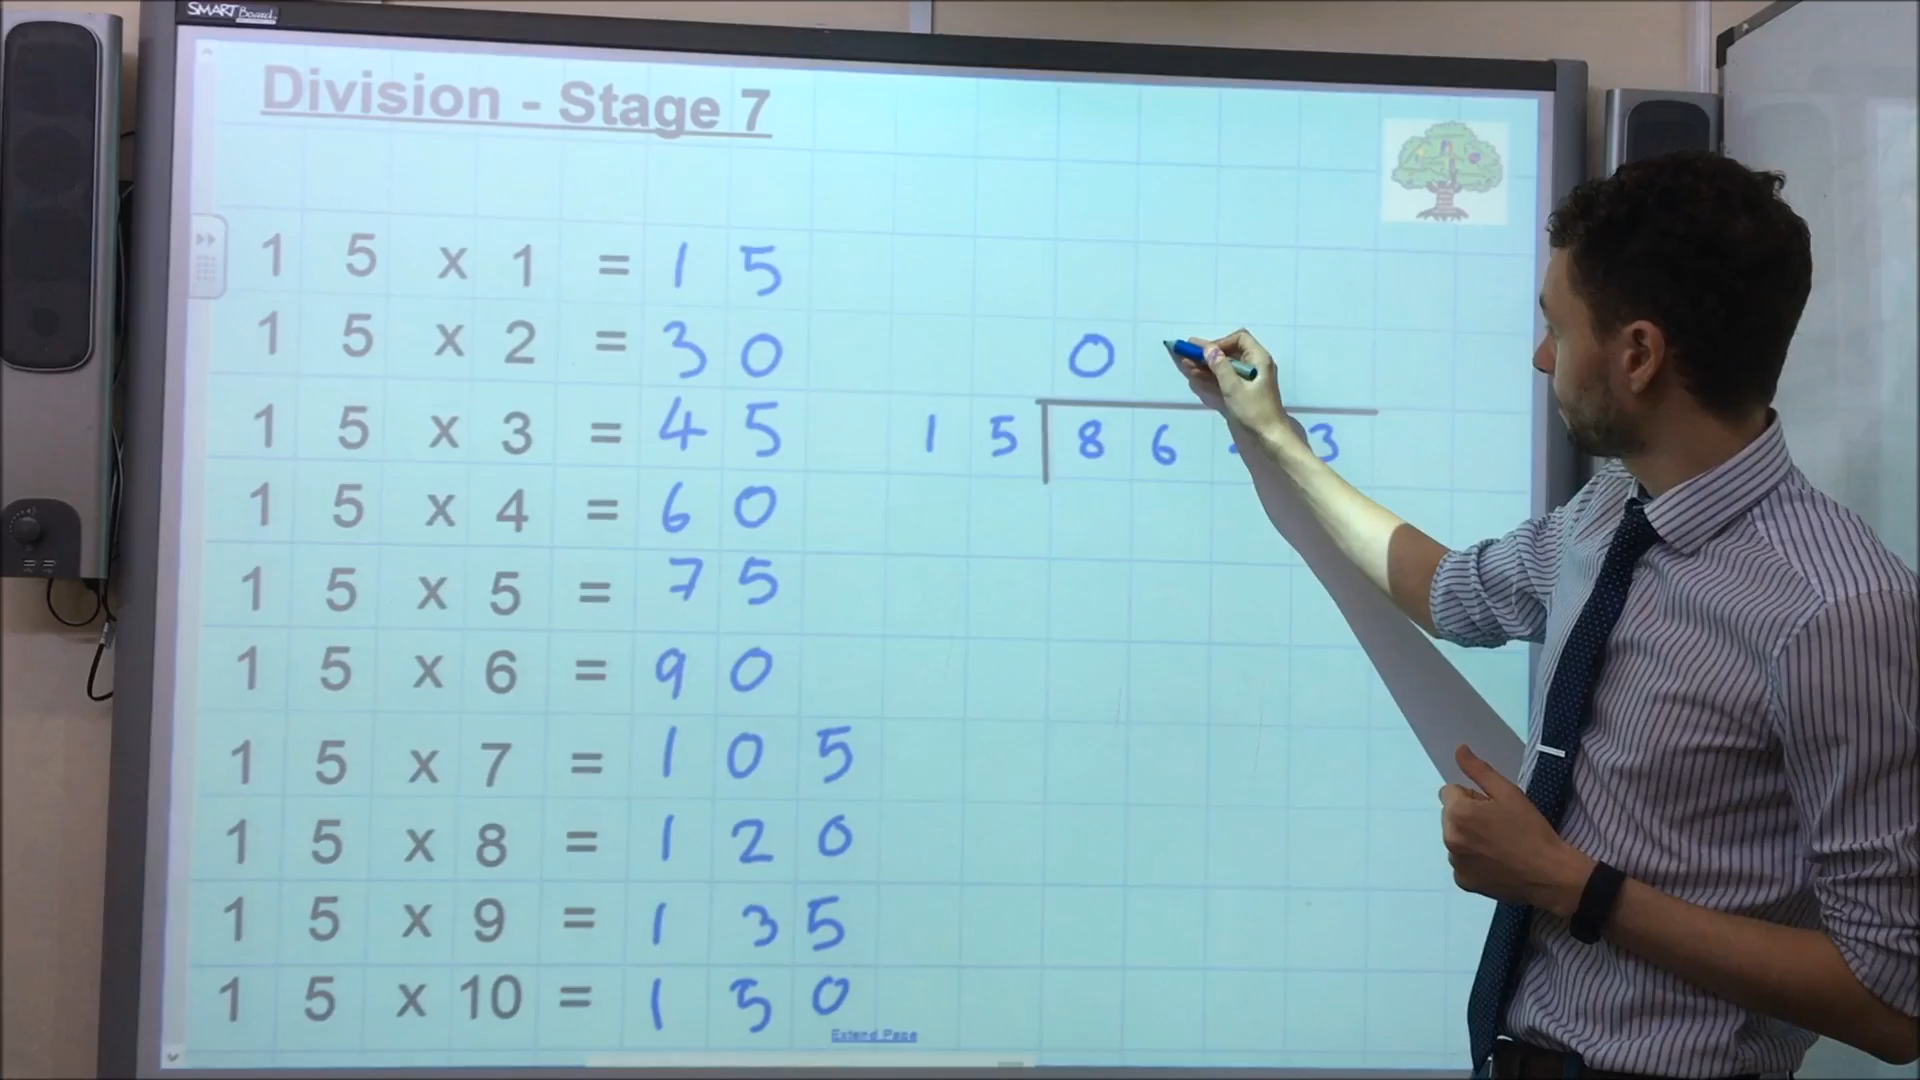 SMART Board
Division - Stage 7
1 5 x 1 = 1 5
1 5 x 2 = 3 0
1 5 x 3 = 4 5
1 5 x 4 = 6 0
1 5 x 5 = 7 5
1 5 x 6 = 9 0
1 5 x 7 = 1 0 5
1 5 x 8 = 1 2 0
1 5 x 9 = 1 3 5
1 5 x 10 = 1 5 0
Extend Page
0
1 5 8 6 3